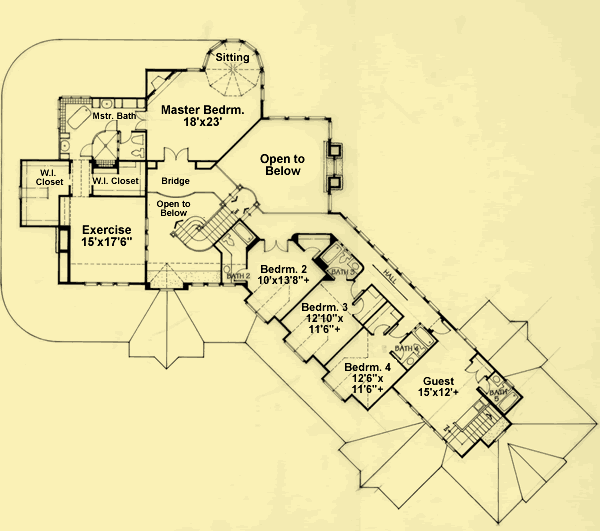 Sitting
Master Bedrm.
18'x23'
Mstr. Bath
Open to
Below
W.I.
Closet
W.I. Closet
Bridge
Open to
Below
Exercise
15'x17'6"
BATH 2
Bedrm. 2
10'x13'8"+
BATH 3
HALL
Bedrm. 3
12'10"x
11'6"+
BATH 4
Bedrm. 4
12'6"x
11'6"+
Guest
15'x12'+
BATH
5